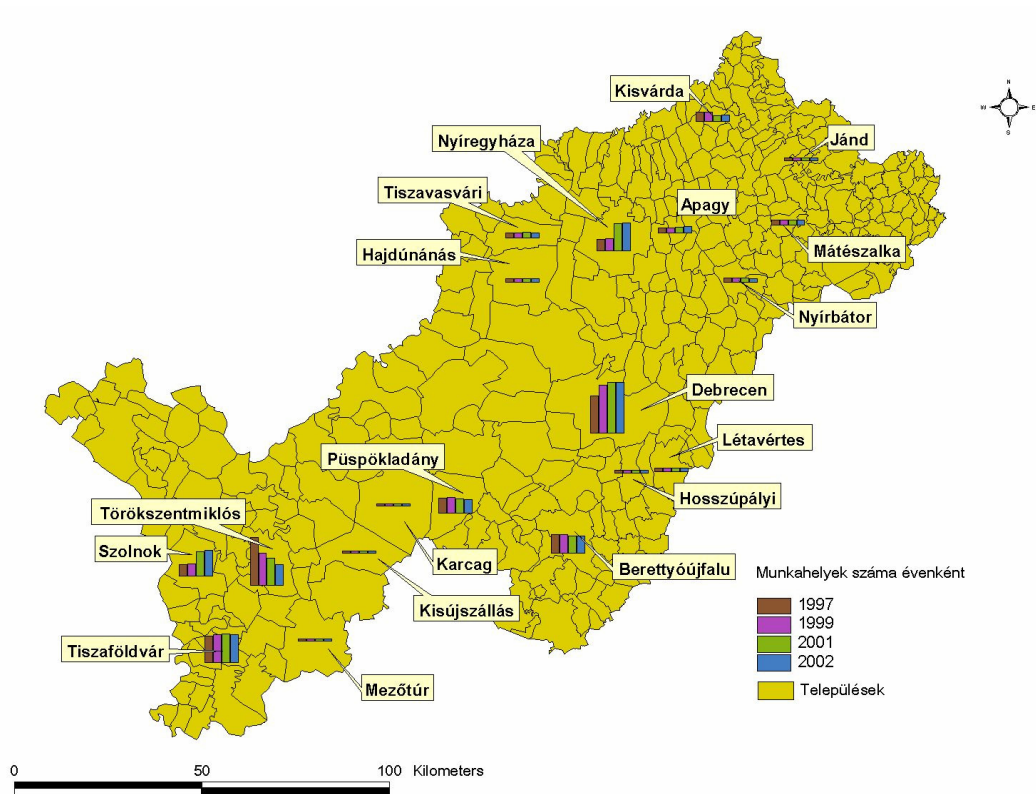 Kisvárda
N
W E
S
Nyíregyháza
Jánd
Tiszavasvári
Apagy
Hajdúnánás
Mátészalka
Nyírbátor
Debrecen
Létavértes
Püspökladány
Hosszúpályi
Törökszentmiklós
Szolnok
Karcag
Berettyóújfalu
Kisújszállás
Tiszaföldvár
Mezőtúr
Munkahelyek száma évenként
1997
1999
2001
2002
Települések
0 50 100 Kilometers